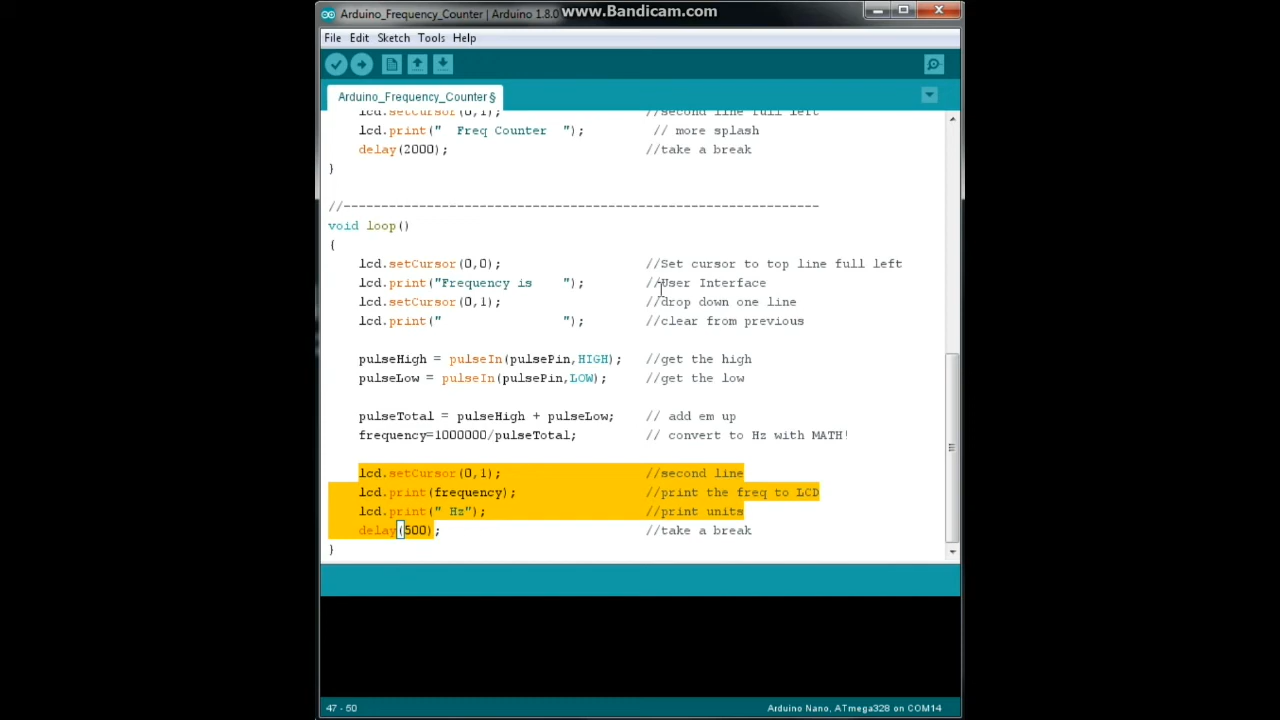 Arduino_Frequency_Counter | Arduino 1.8.0
www.Bandicam.com
File Edit Sketch Tools Help
Arduino_Frequency_Counter §
lcd.setCursor(0,1); //second line full left
lcd.print("  Freq Counter  "); // more splash
delay(2000); //take a break
}
//---------------------------------------------------------------
void loop()
{
lcd.setCursor(0,0); //Set cursor to top line full left
lcd.print("Frequency is    "); //User Interface
lcd.setCursor(0,1); //drop down one line
lcd.print("                "); //clear from previous
pulseHigh = pulseIn(pulsePin,HIGH); //get the high
pulseLow = pulseIn(pulsePin,LOW); //get the low
pulseTotal = pulseHigh + pulseLow; // add em up
frequency=1000000/pulseTotal; // convert to Hz with MATH!
lcd.setCursor(0,1); //second line
lcd.print(frequency); //print the freq to LCD
lcd.print(" Hz"); //print units
delay(500); //take a break
}
47 - 50
Arduino Nano, ATmega328 on COM14